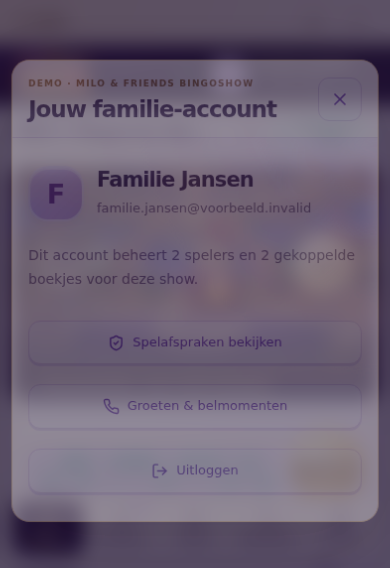 DEMO · MILO & FRIENDS BINGOSHOW
Jouw familie-account
F
Familie Jansen
familie.jansen@voorbeeld.invalid
Dit account beheert 2 spelers en 2 gekoppelde
boekjes voor deze show.
Spelafspraken bekijken
Groeten & belmomenten
Uitloggen